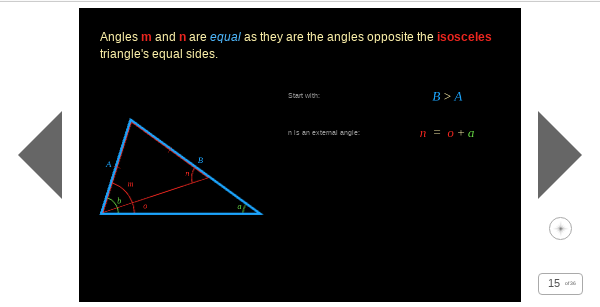 Angles m and n are equal as they are the angles opposite the isosceles
triangle's equal sides.
Start with:
B > A
n is an external angle:
n = o + a
A
B
m
n
b
o
a
15 of 36